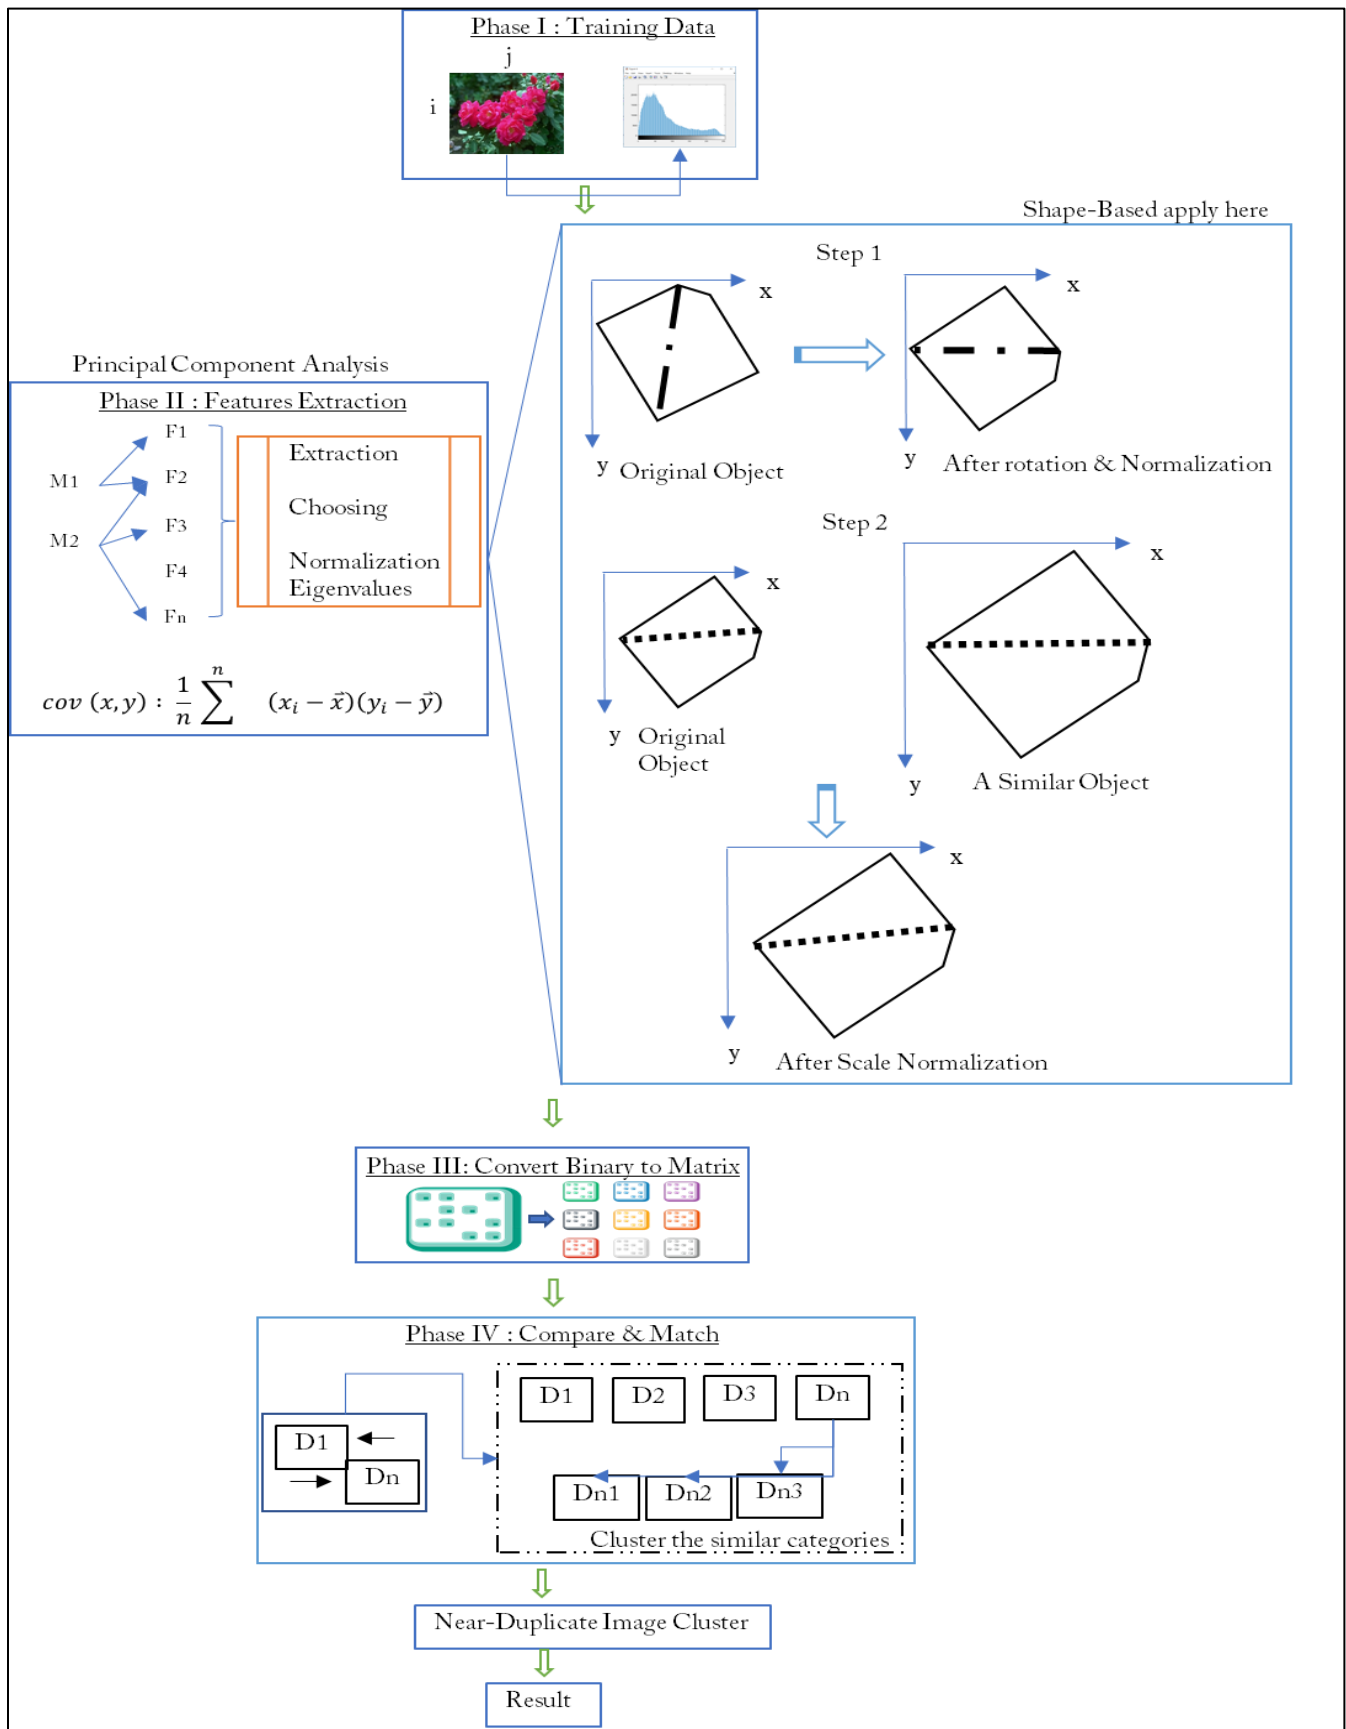 Phase I : Training Data
j
i
Shape-Based apply here
Step 1
x
x
y
Original Object
y
After rotation & Normalization
Principal Component Analysis
Phase II : Features Extraction
M1
M2
F1
F2
F3
F4
Fn
Extraction
Choosing
Normalization
Eigenvalues
cov (x, y) : 1/n ∑ n (x_i − x⃗)(y_i − y⃗)
Step 2
x
x
y
Original
Object
y
A Similar Object
x
y
After Scale Normalization
Phase III: Convert Binary to Matrix
Phase IV : Compare & Match
D1
Dn
D1
D2
D3
Dn
Dn1
Dn2
Dn3
Cluster the similar categories
Near-Duplicate Image Cluster
Result